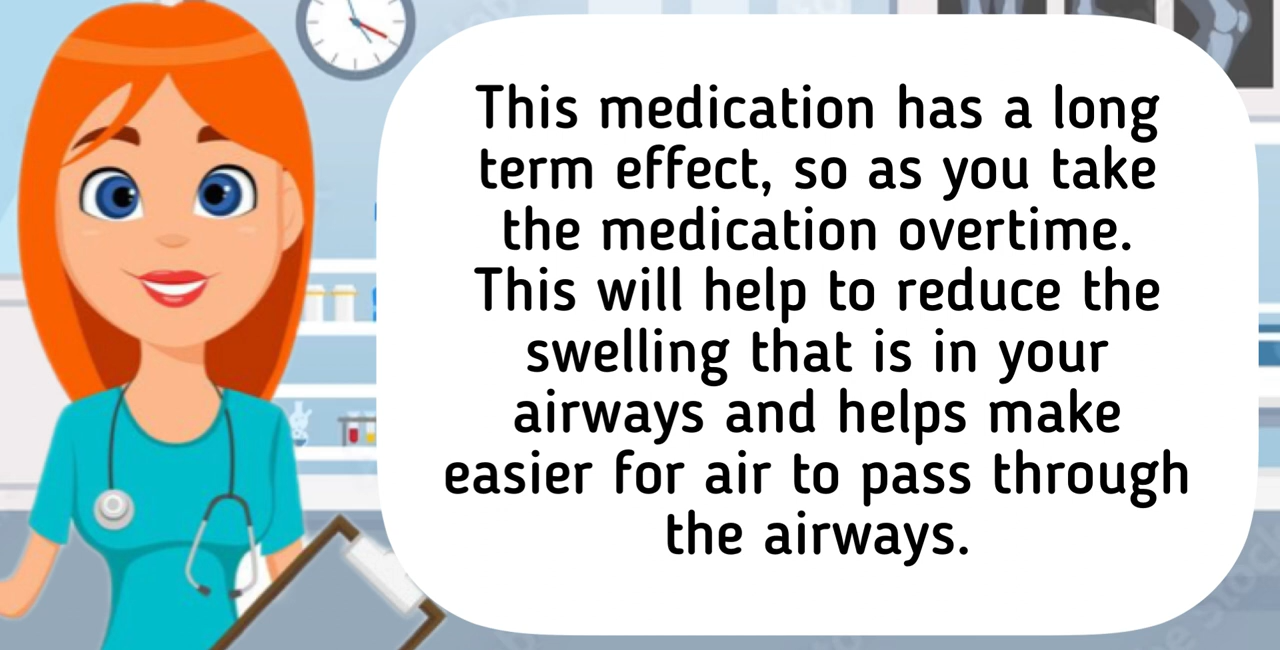 This medication has a long
term effect, so as you take
the medication overtime.
This will help to reduce the
swelling that is in your
airways and helps make
easier for air to pass through
the airways.